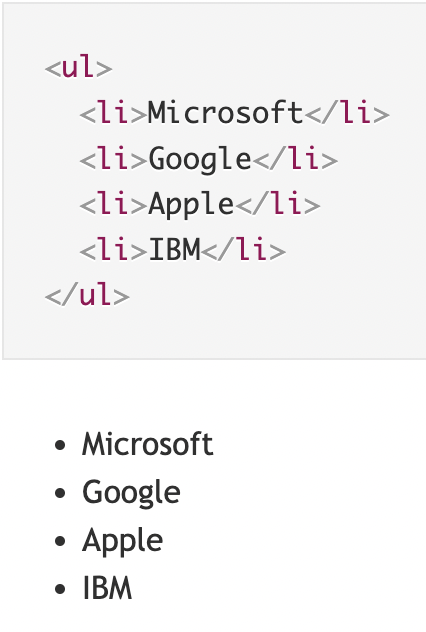 <ul>
  <li>Microsoft</li>
  <li>Google</li>
  <li>Apple</li>
  <li>IBM</li>
</ul>
• Microsoft
• Google
• Apple
• IBM